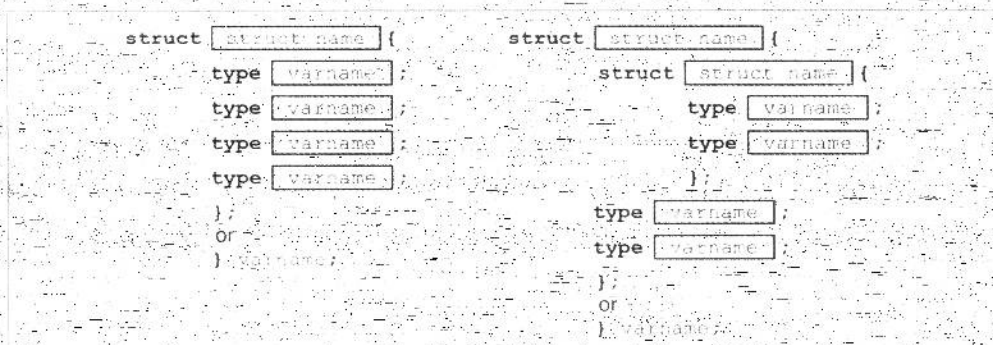 struct struct name {
type varname ;
type varname ;
type varname ;
type varname ;
};
or
} varname;
struct struct name {
struct struct name {
type varname ;
type varname ;
};
type varname ;
type varname ;
};
or
} varname;